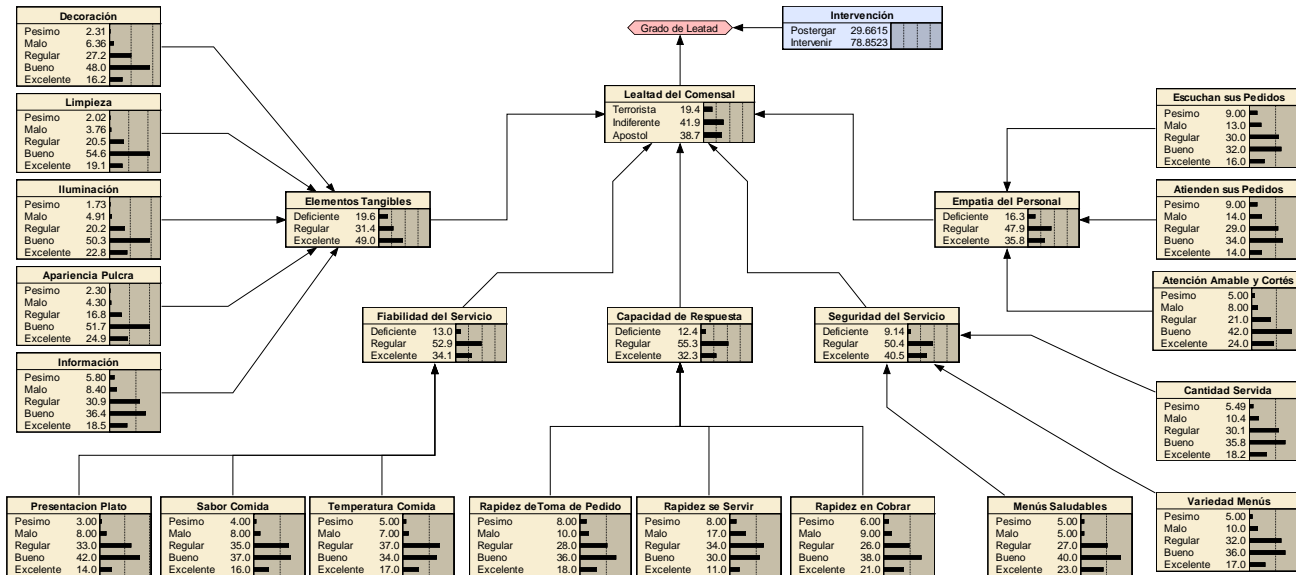 Decoración
Pesimo 2.31
Malo 6.36
Regular 27.2
Bueno 48.0
Excelente 16.2
Limpieza
Pesimo 2.02
Malo 3.76
Regular 20.5
Bueno 54.6
Excelente 19.1
Iluminación
Pesimo 1.73
Malo 4.91
Regular 20.2
Bueno 50.3
Excelente 22.8
Apariencia Pulcra
Pesimo 2.30
Malo 4.30
Regular 16.8
Bueno 51.7
Excelente 24.9
Información
Pesimo 5.80
Malo 8.40
Regular 30.9
Bueno 36.4
Excelente 18.5
Grado de Leatad
Intervención
Postergar 29.6615
Intervenir 78.8523
Lealtad del Comensal
Terrorista 19.4
Indiferente 41.9
Apostol 38.7
Elementos Tangibles
Deficiente 19.6
Regular 31.4
Excelente 49.0
Empatia del Personal
Deficiente 16.3
Regular 47.9
Excelente 35.8
Fiabilidad del Servicio
Deficiente 13.0
Regular 52.9
Excelente 34.1
Capacidad de Respuesta
Deficiente 12.4
Regular 55.3
Excelente 32.3
Seguridad del Servicio
Deficiente 9.14
Regular 50.4
Excelente 40.5
Escuchan sus Pedidos
Pesimo 9.00
Malo 13.0
Regular 30.0
Bueno 32.0
Excelente 16.0
Atienden sus Pedidos
Pesimo 9.00
Malo 14.0
Regular 29.0
Bueno 34.0
Excelente 14.0
Atención Amable y Cortés
Pesimo 5.00
Malo 8.00
Regular 21.0
Bueno 42.0
Excelente 24.0
Cantidad Servida
Pesimo 5.49
Malo 10.4
Regular 30.1
Bueno 35.8
Excelente 18.2
Presentacion Plato
Pesimo 3.00
Malo 8.00
Regular 33.0
Bueno 42.0
Excelente 14.0
Sabor Comida
Pesimo 4.00
Malo 8.00
Regular 35.0
Bueno 37.0
Excelente 16.0
Temperatura Comida
Pesimo 5.00
Malo 7.00
Regular 37.0
Bueno 34.0
Excelente 17.0
Rapidez de Toma de Pedido
Pesimo 8.00
Malo 10.0
Regular 28.0
Bueno 36.0
Excelente 18.0
Rapidez se Servir
Pesimo 8.00
Malo 17.0
Regular 34.0
Bueno 30.0
Excelente 11.0
Rapidez en Cobrar
Pesimo 6.00
Malo 9.00
Regular 26.0
Bueno 38.0
Excelente 21.0
Menús Saludables
Pesimo 5.00
Malo 5.00
Regular 27.0
Bueno 40.0
Excelente 23.0
Variedad Menús
Pesimo 5.00
Malo 10.0
Regular 32.0
Bueno 36.0
Excelente 17.0